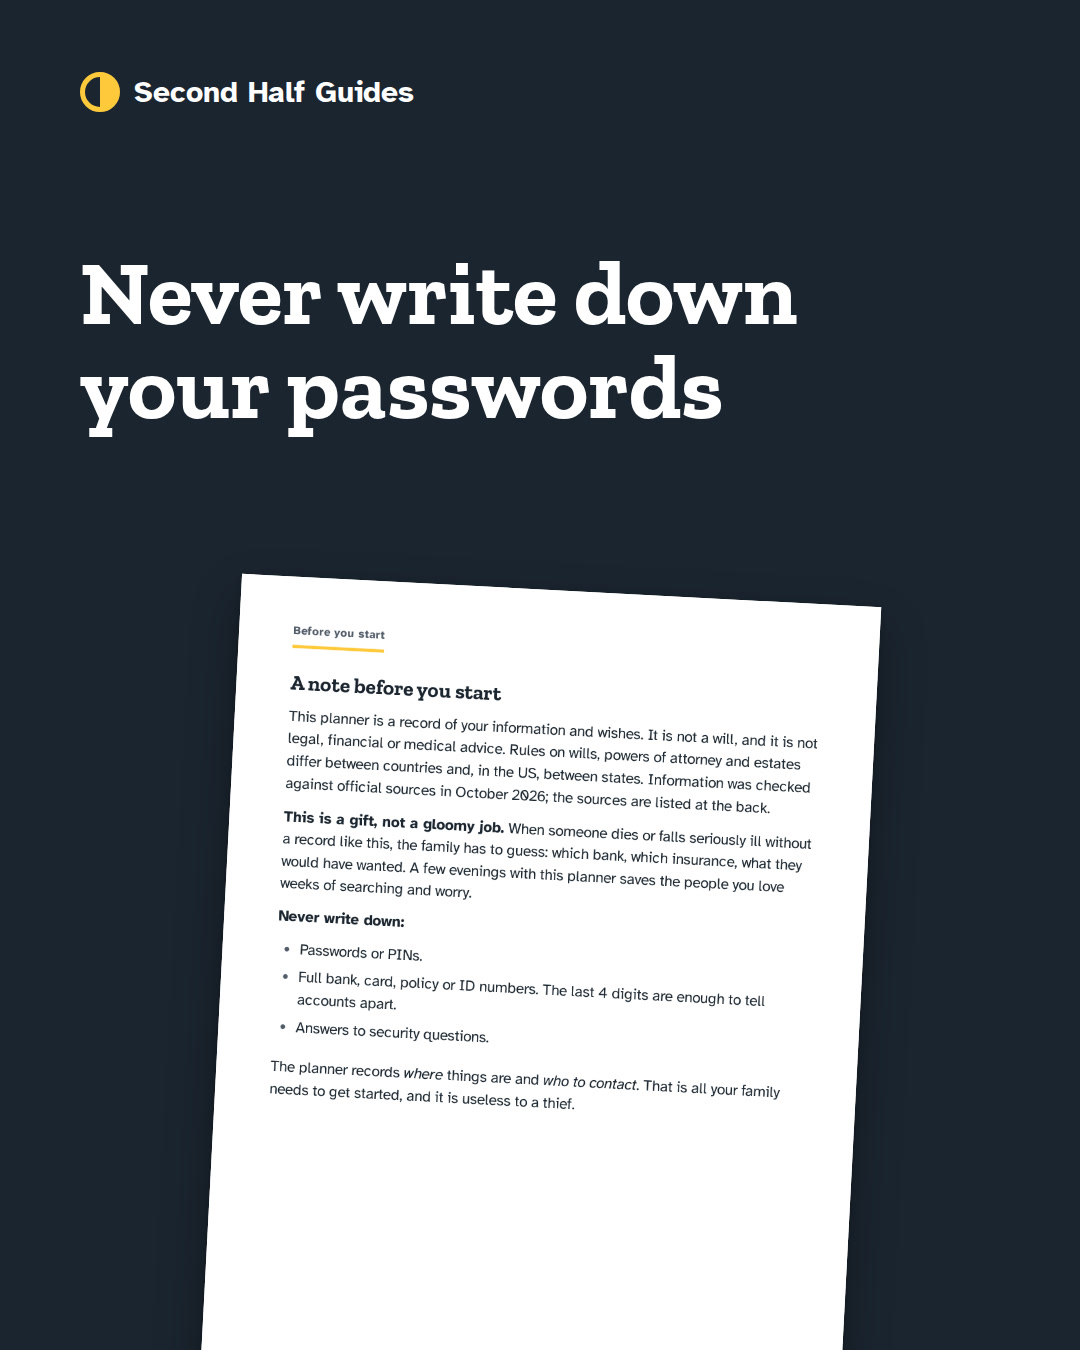 Second Half Guides
Never write down
your passwords
Before you start
A note before you start
This planner is a record of your information and wishes. It is not a will, and it is not
legal, financial or medical advice. Rules on wills, powers of attorney and estates
differ between countries and, in the US, between states. Information was checked
against official sources in October 2026; the sources are listed at the back.
This is a gift, not a gloomy job. When someone dies or falls seriously ill without
a record like this, the family has to guess: which bank, which insurance, what they
would have wanted. A few evenings with this planner saves the people you love
weeks of searching and worry.
Never write down:
• Passwords or PINs.
• Full bank, card, policy or ID numbers. The last 4 digits are enough to tell
accounts apart.
• Answers to security questions.
The planner records where things are and who to contact. That is all your family
needs to get started, and it is useless to a thief.